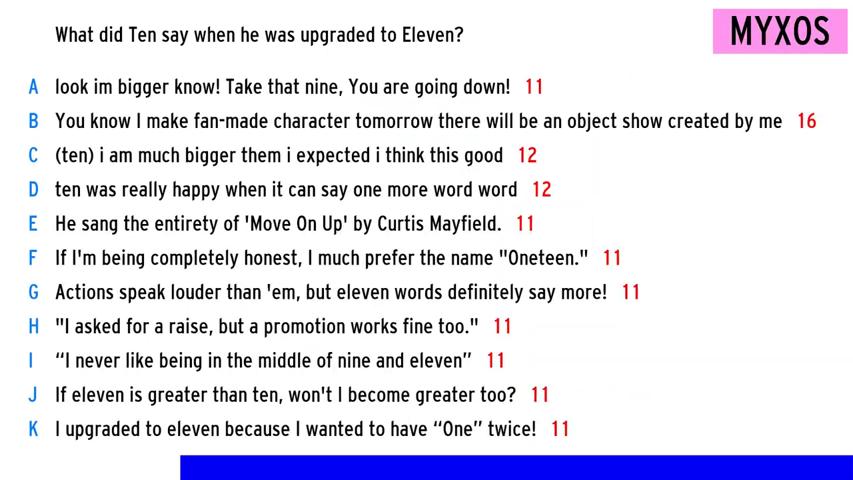 What did Ten say when he was upgraded to Eleven?
MYXOS
A look im bigger know! Take that nine, You are going down! 11
B You know I make fan-made character tomorrow there will be an object show created by me 16
C (ten) i am much bigger them i expected i think this good 12
D ten was really happy when it can say one more word word 12
E He sang the entirety of 'Move On Up' by Curtis Mayfield. 11
F If I'm being completely honest, I much prefer the name "Oneteen." 11
G Actions speak louder than 'em, but eleven words definitely say more! 11
H "I asked for a raise, but a promotion works fine too." 11
I “I never like being in the middle of nine and eleven” 11
J If eleven is greater than ten, won't I become greater too? 11
K I upgraded to eleven because I wanted to have “One” twice! 11